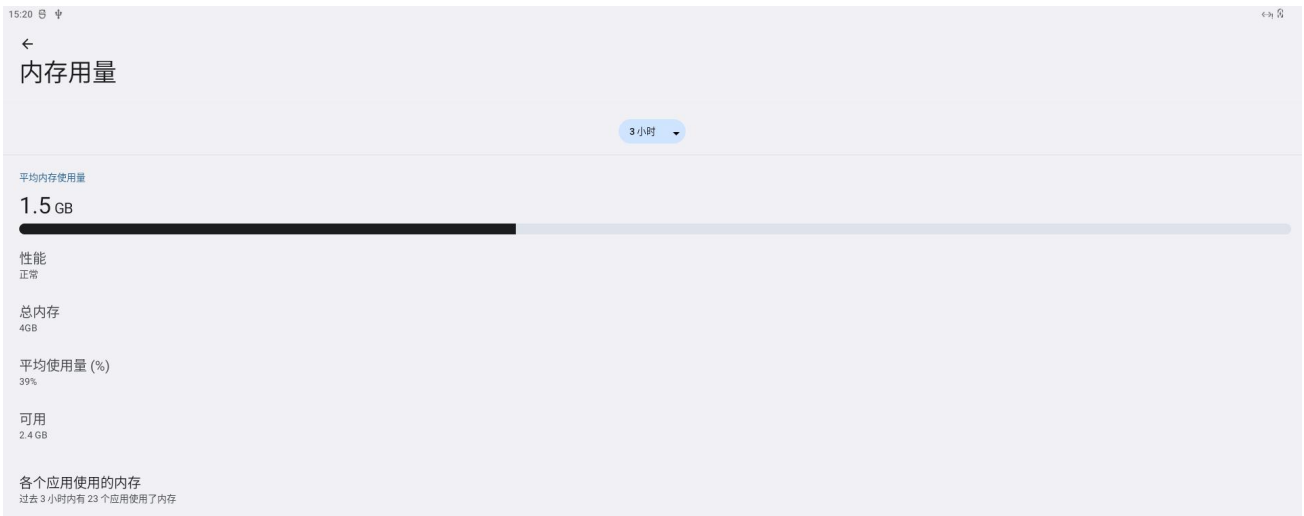 15:20
内存用量
3 小时
平均内存使用量
1.5 GB
性能
正常
总内存
4GB
平均使用量 (%)
39%
可用
2.4 GB
各个应用使用的内存
过去 3 小时内有 23 个应用使用了内存